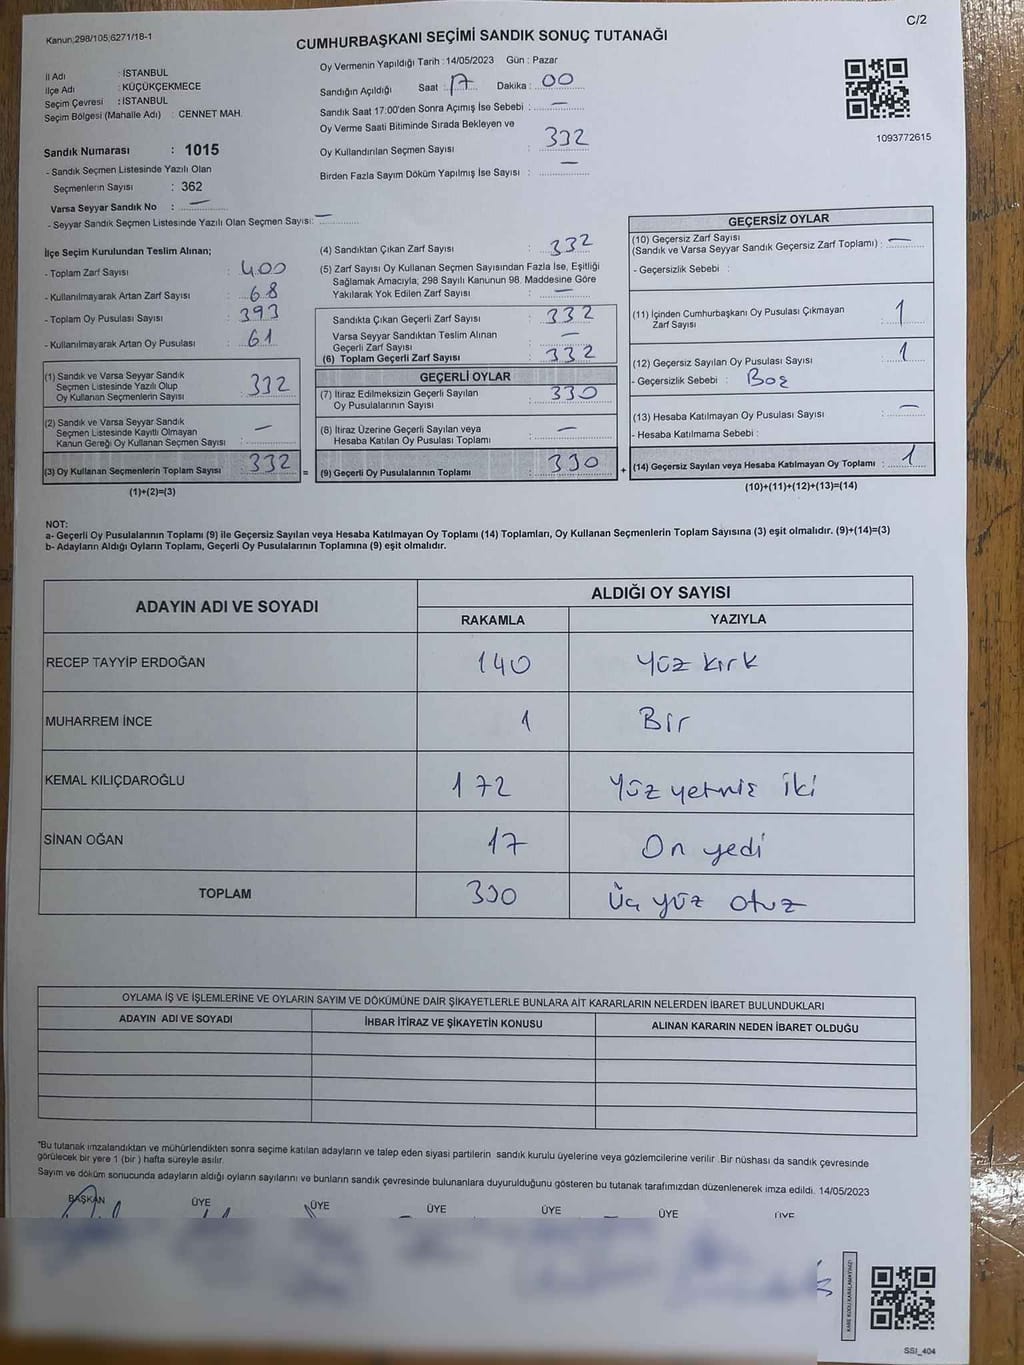 C/2
Kanun;298/105;6271/18-1
CUMHURBAŞKANI SEÇİMİ SANDIK SONUÇ TUTANAĞI
İl Adı : İSTANBUL
İlçe Adı : KÜÇÜKÇEKMECE
Seçim Çevresi : İSTANBUL
Seçim Bölgesi (Mahalle Adı) : CENNET MAH.
Sandık Numarası : 1015
- Sandık Seçmen Listesinde Yazılı Olan
Seçmenlerin Sayısı : 362
Varsa Seyyar Sandık No : —
- Seyyar Sandık Seçmen Listesinde Yazılı Olan Seçmen Sayısı: —
Oy Vermenin Yapıldığı Tarih : 14/05/2023 Gün : Pazar
Sandığın Açıldığı Saat : 17 Dakika : 00
Sandık Saat 17:00'den Sonra Açımış İse Sebebi : —
Oy Verme Saati Bitiminde Sırada Bekleyen ve
Oy Kullandırılan Seçmen Sayısı : 332
Birden Fazla Sayım Döküm Yapılmış İse Sayısı : —
1093772615
İlçe Seçim Kurulundan Teslim Alınan;
- Toplam Zarf Sayısı : 400
- Kullanılmayarak Artan Zarf Sayısı : 68
- Toplam Oy Pusulası Sayısı : 393
- Kullanılmayarak Artan Oy Pusulası : 61
(1) Sandık ve Varsa Seyyar Sandık
Seçmen Listesinde Yazılı Olup
Oy Kullanan Seçmenlerin Sayısı : 332
(2) Sandık ve Varsa Seyyar Sandık
Seçmen Listesinde Kayıtlı Olmayan
Kanun Gereği Oy Kullanan Seçmen Sayısı : —
(3) Oy Kullanan Seçmenlerin Toplam Sayısı : 332
(1)+(2)=(3)
(4) Sandıktan Çıkan Zarf Sayısı : 332
(5) Zarf Sayısı Oy Kullanan Seçmen Sayısından Fazla İse, Eşitliği
Sağlamak Amacıyla; 298 Sayılı Kanunun 98. Maddesine Göre
Yakılarak Yok Edilen Zarf Sayısı : —
Sandıkta Çıkan Geçerli Zarf Sayısı : 332
Varsa Seyyar Sandıktan Teslim Alınan
Geçerli Zarf Sayısı : —
(6) Toplam Geçerli Zarf Sayısı : 332
GEÇERLİ OYLAR
(7) İtiraz Edilmeksizin Geçerli Sayılan
Oy Pusulalarının Sayısı : 330
(8) İtiraz Üzerine Geçerli Sayılan veya
Hesaba Katılan Oy Pusulası Toplamı : —
(9) Geçerli Oy Pusulalarının Toplamı : 330
GEÇERSİZ OYLAR
(10) Geçersiz Zarf Sayısı
(Sandık ve Varsa Seyyar Sandık Geçersiz Zarf Toplamı) : —
- Geçersizlik Sebebi :
(11) İçinden Cumhurbaşkanı Oy Pusulası Çıkmayan
Zarf Sayısı : 1
(12) Geçersiz Sayılan Oy Pusulası Sayısı : 1
- Geçersizlik Sebebi : Boş
(13) Hesaba Katılmayan Oy Pusulası Sayısı : —
- Hesaba Katılmama Sebebi :
(14) Geçersiz Sayılan veya Hesaba Katılmayan Oy Toplamı : 1
(10)+(11)+(12)+(13)=(14)
NOT:
a- Geçerli Oy Pusulalarının Toplamı (9) ile Geçersiz Sayılan veya Hesaba Katılmayan Oy Toplamı (14) Toplamları, Oy Kullanan Seçmenlerin Toplam Sayısına (3) eşit olmalıdır. (9)+(14)=(3)
b- Adayların Aldığı Oyların Toplamı, Geçerli Oy Pusulalarının Toplamına (9) eşit olmalıdır.
ADAYIN ADI VE SOYADI ALDIĞI OY SAYISI
RAKAMLA YAZIYLA
RECEP TAYYİP ERDOĞAN 140 Yüz kırk
MUHARREM İNCE 1 Bir
KEMAL KILIÇDAROĞLU 172 Yüz yetmiş iki
SİNAN OĞAN 17 On yedi
TOPLAM 330 Üç yüz otuz
OYLAMA İŞ VE İŞLEMLERİNE VE OYLARIN SAYIM VE DÖKÜMÜNE DAİR ŞİKAYETLERLE BUNLARA AİT KARARLARIN NELERDEN İBARET BULUNDUKLARI
ADAYIN ADI VE SOYADI İHBAR İTİRAZ VE ŞİKAYETİN KONUSU ALINAN KARARIN NEDEN İBARET OLDUĞU
*Bu tutanak imzalandıktan ve mühürlendikten sonra seçime katılan adayların ve talep eden siyasi partilerin sandık kurulu üyelerine veya gözlemcilerine verilir. Bir nüshası da sandık çevresinde
görülecek bir yere 1 (bir) hafta süreyle asılır.
Sayım ve döküm sonucunda adayların aldığı oyların sayılarını ve bunların sandık çevresinde bulunanlara duyurulduğunu gösteren bu tutanak tarafımızdan düzenlenerek imza edildi. 14/05/2023
BAŞKAN ÜYE ÜYE ÜYE ÜYE ÜYE ÜYE
KARE KODU KARALAMAYINIZ!
SSI_404